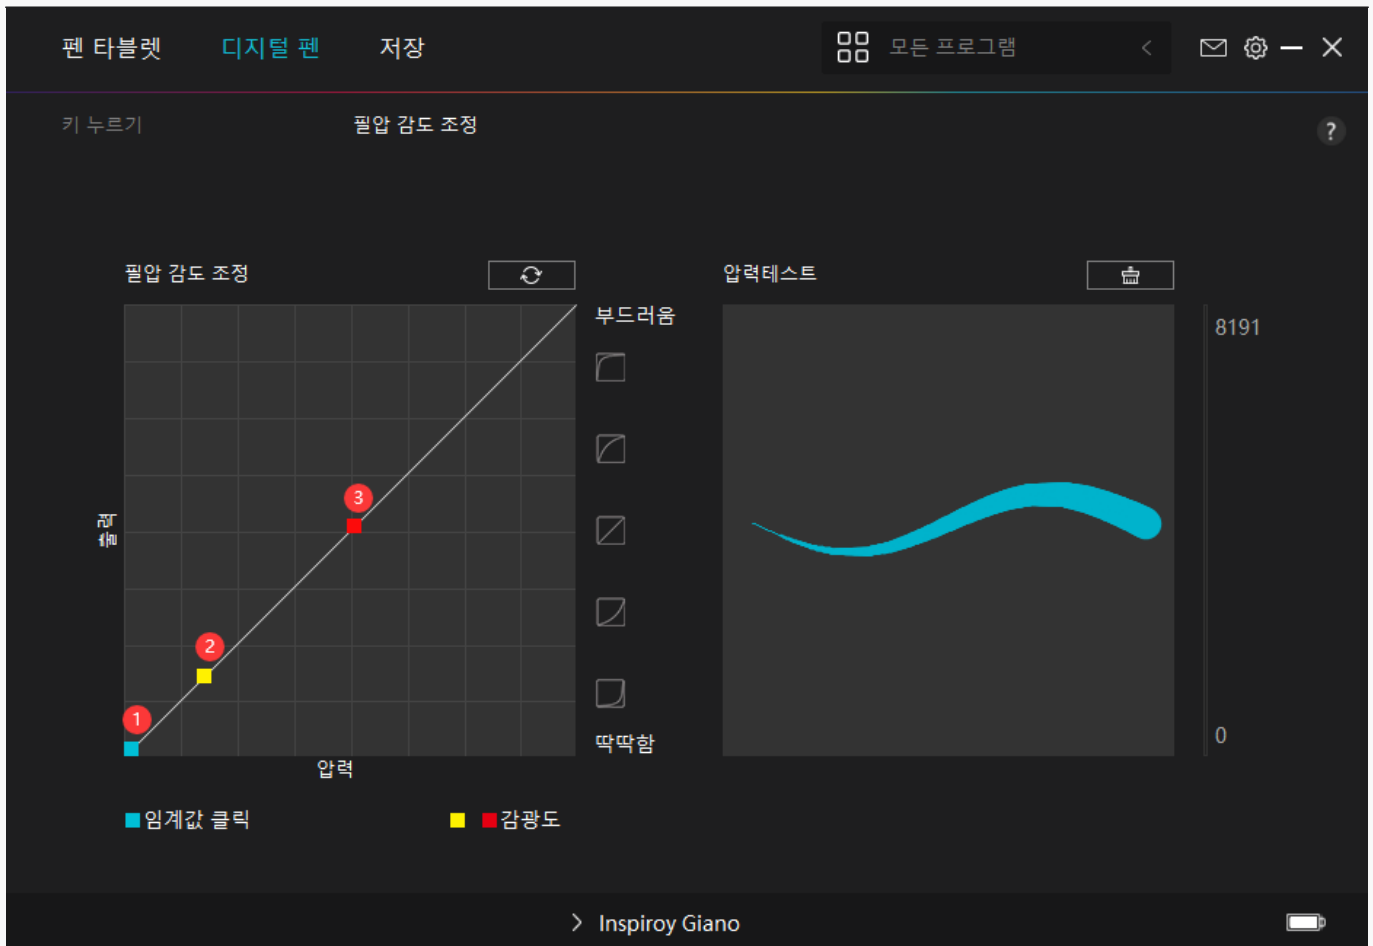 펜 타블렛 디지털 펜 저장 모든 프로그램
키 누르기 필압 감도 조정 ?
필압 감도 조정 압력테스트
부드러움 8191
3
출력
2
1
딱딱함 0
압력
임계값 클릭 감광도
Inspiroy Giano